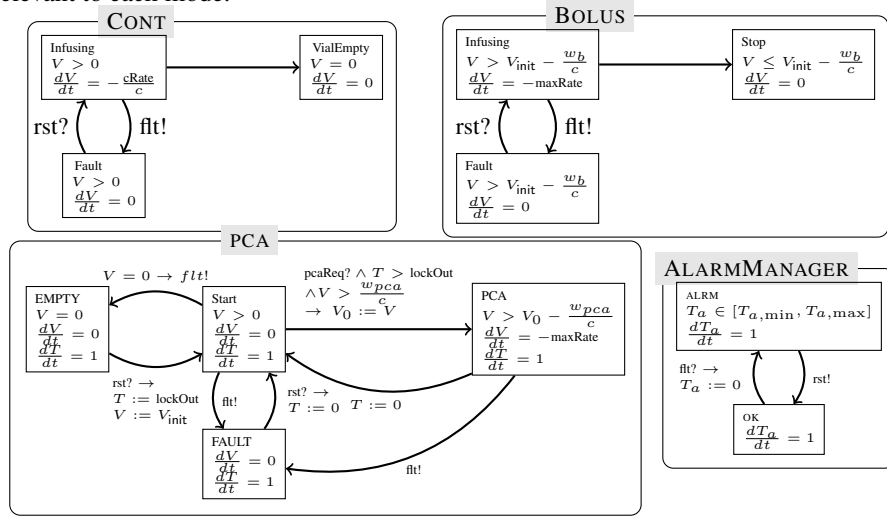 relevant to each mode.
CONT
Infusing
V > 0
dV/dt = − cRate/c
VialEmpty
V = 0
dV/dt = 0
rst?
flt!
Fault
V > 0
dV/dt = 0
BOLUS
Infusing
V > V_init − w_b/c
dV/dt = −maxRate
Stop
V ≤ V_init − w_b/c
dV/dt = 0
rst?
flt!
Fault
V > V_init − w_b/c
dV/dt = 0
PCA
V = 0 → flt!
EMPTY
V = 0
dV/dt = 0
dT/dt = 1
Start
V > 0
dV/dt = 0
dT/dt = 1
pcaReq? ∧ T > lockOut
∧V > w_pca/c
→ V_0 := V
PCA
V > V_0 − w_pca/c
dV/dt = −maxRate
dT/dt = 1
rst? →
T := lockOut
V := V_init
flt!
rst? →
T := 0
T := 0
FAULT
dV/dt = 0
dT/dt = 1
flt!
ALARMMANAGER
ALRM
T_a ∈ [T_a,min, T_a,max]
dT_a/dt = 1
flt? →
T_a := 0
rst!
OK
dT_a/dt = 1